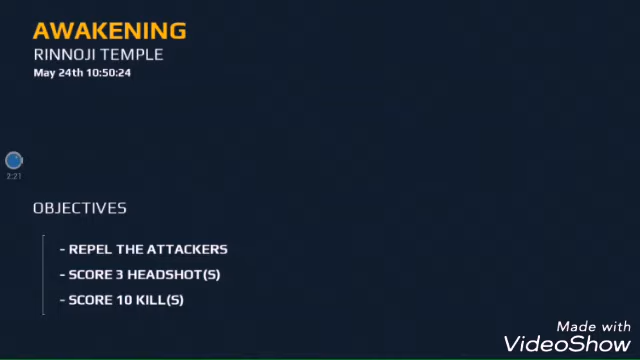 AWAKENING
RINNOJI TEMPLE
May 24th 10:50:24
2:21
OBJECTIVES
- REPEL THE ATTACKERS
- SCORE 3 HEADSHOT(S)
- SCORE 10 KILL(S)
Made with
VideoShow